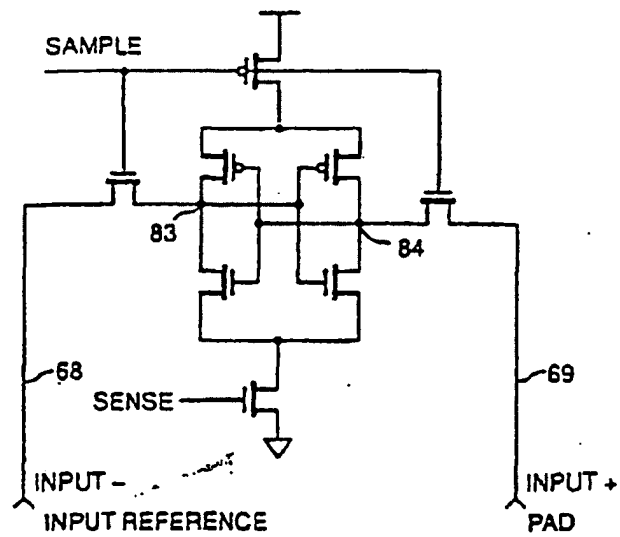 SAMPLE
83
84
68
69
SENSE
INPUT –
INPUT REFERENCE
INPUT +
PAD